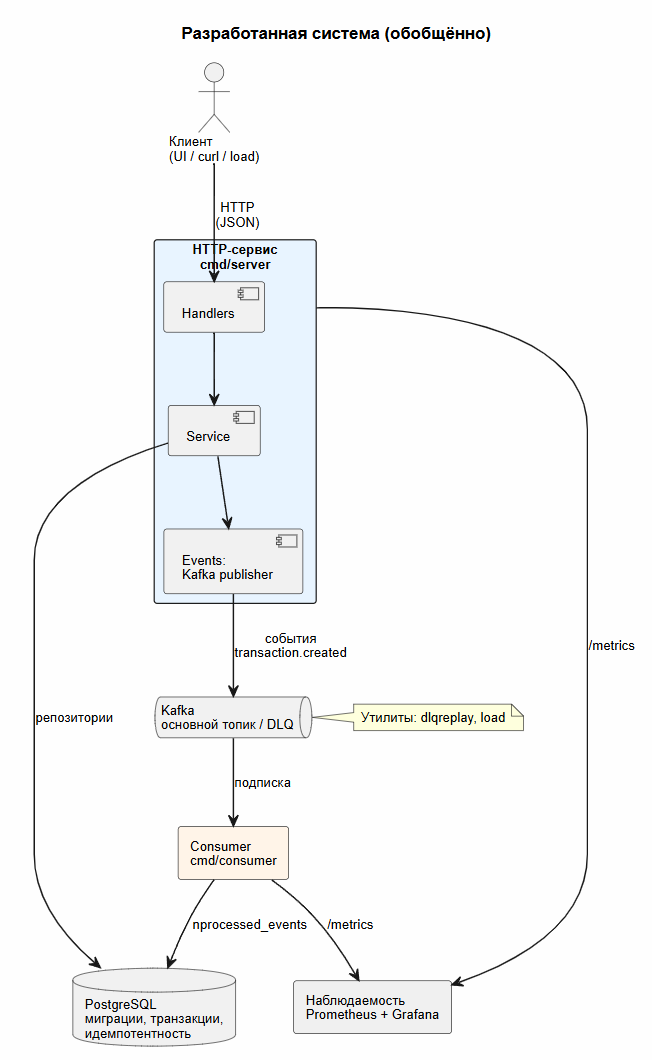 Разработанная система (обобщённо)
Клиент
(UI / curl / load)
HTTP
(JSON)
HTTP-сервис
cmd/server
Handlers
Service
Events:
Kafka publisher
события
transaction.created
/metrics
Kafka
основной топик / DLQ
Утилиты: dlqreplay, load
репозитории
подписка
Consumer
cmd/consumer
nprocessed_events
/metrics
PostgreSQL
миграции, транзакции,
идемпотентность
Наблюдаемость
Prometheus + Grafana